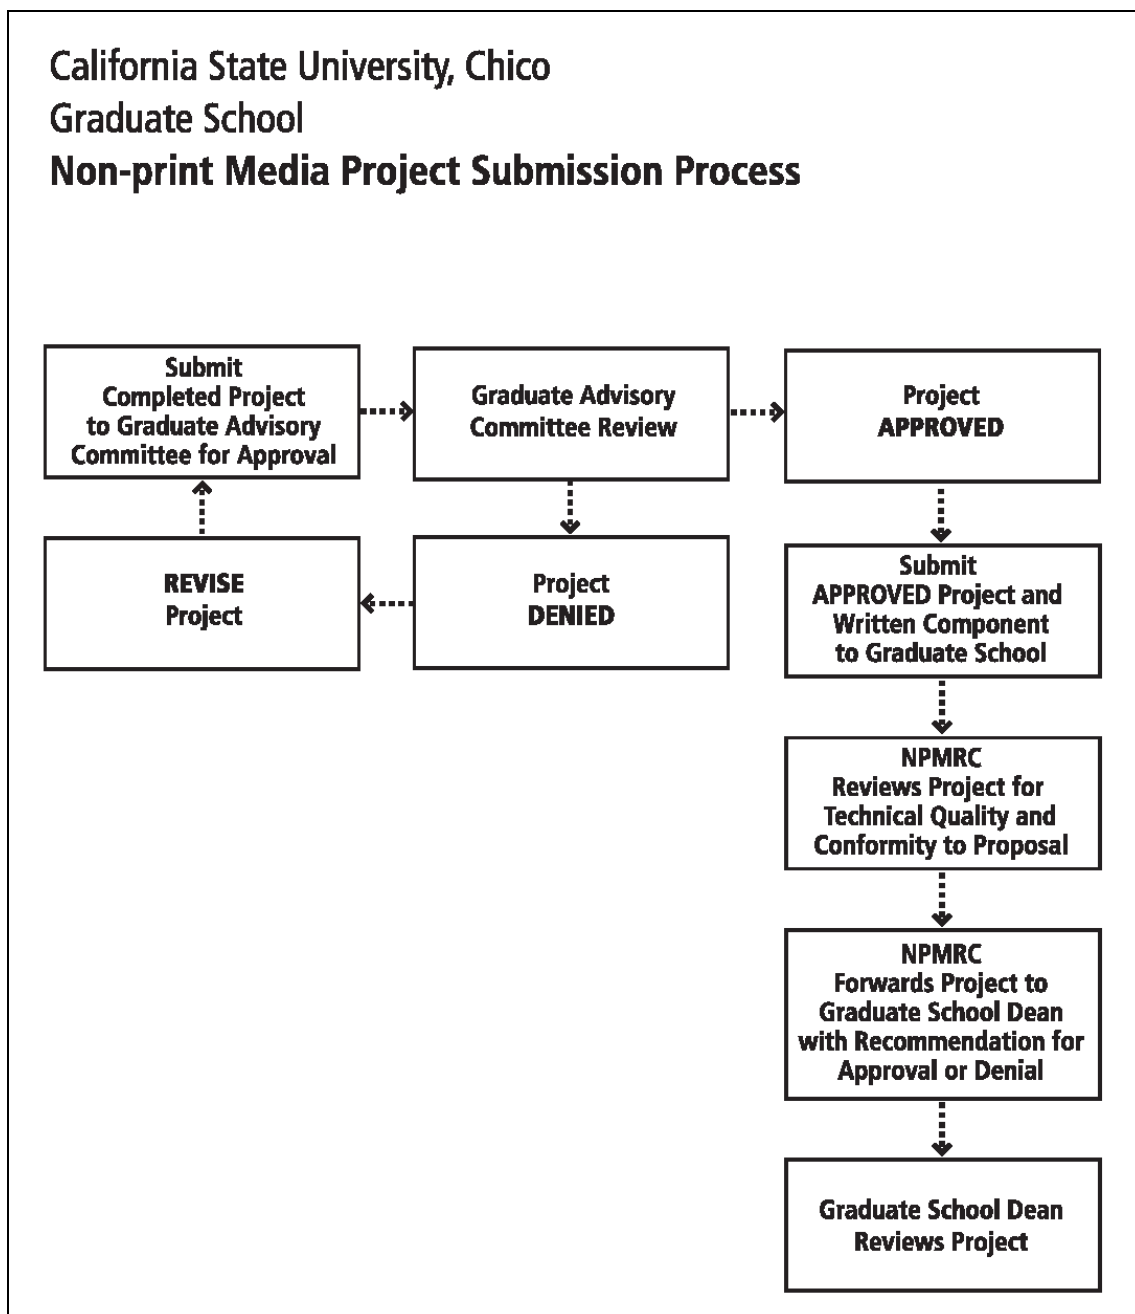 California State University, Chico
Graduate School
Non-print Media Project Submission Process
Submit
Completed Project
to Graduate Advisory
Committee for Approval
Graduate Advisory
Committee Review
Project
APPROVED
REVISE
Project
Project
DENIED
Submit
APPROVED Project and
Written Component
to Graduate School
NPMRC
Reviews Project for
Technical Quality and
Conformity to Proposal
NPMRC
Forwards Project to
Graduate School Dean
with Recommendation for
Approval or Denial
Graduate School Dean
Reviews Project